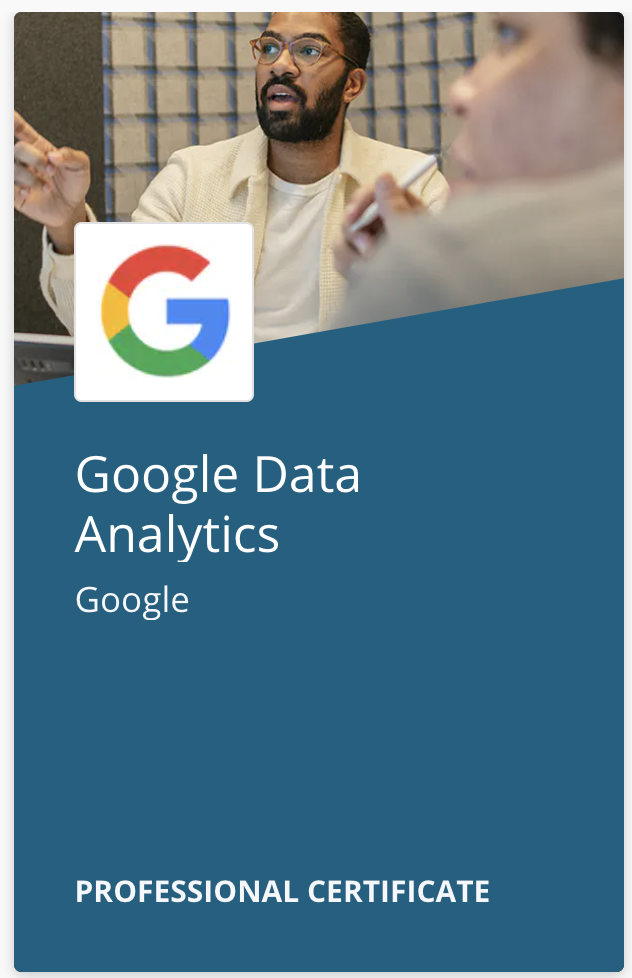 Google Data
Analytics
Google
PROFESSIONAL CERTIFICATE